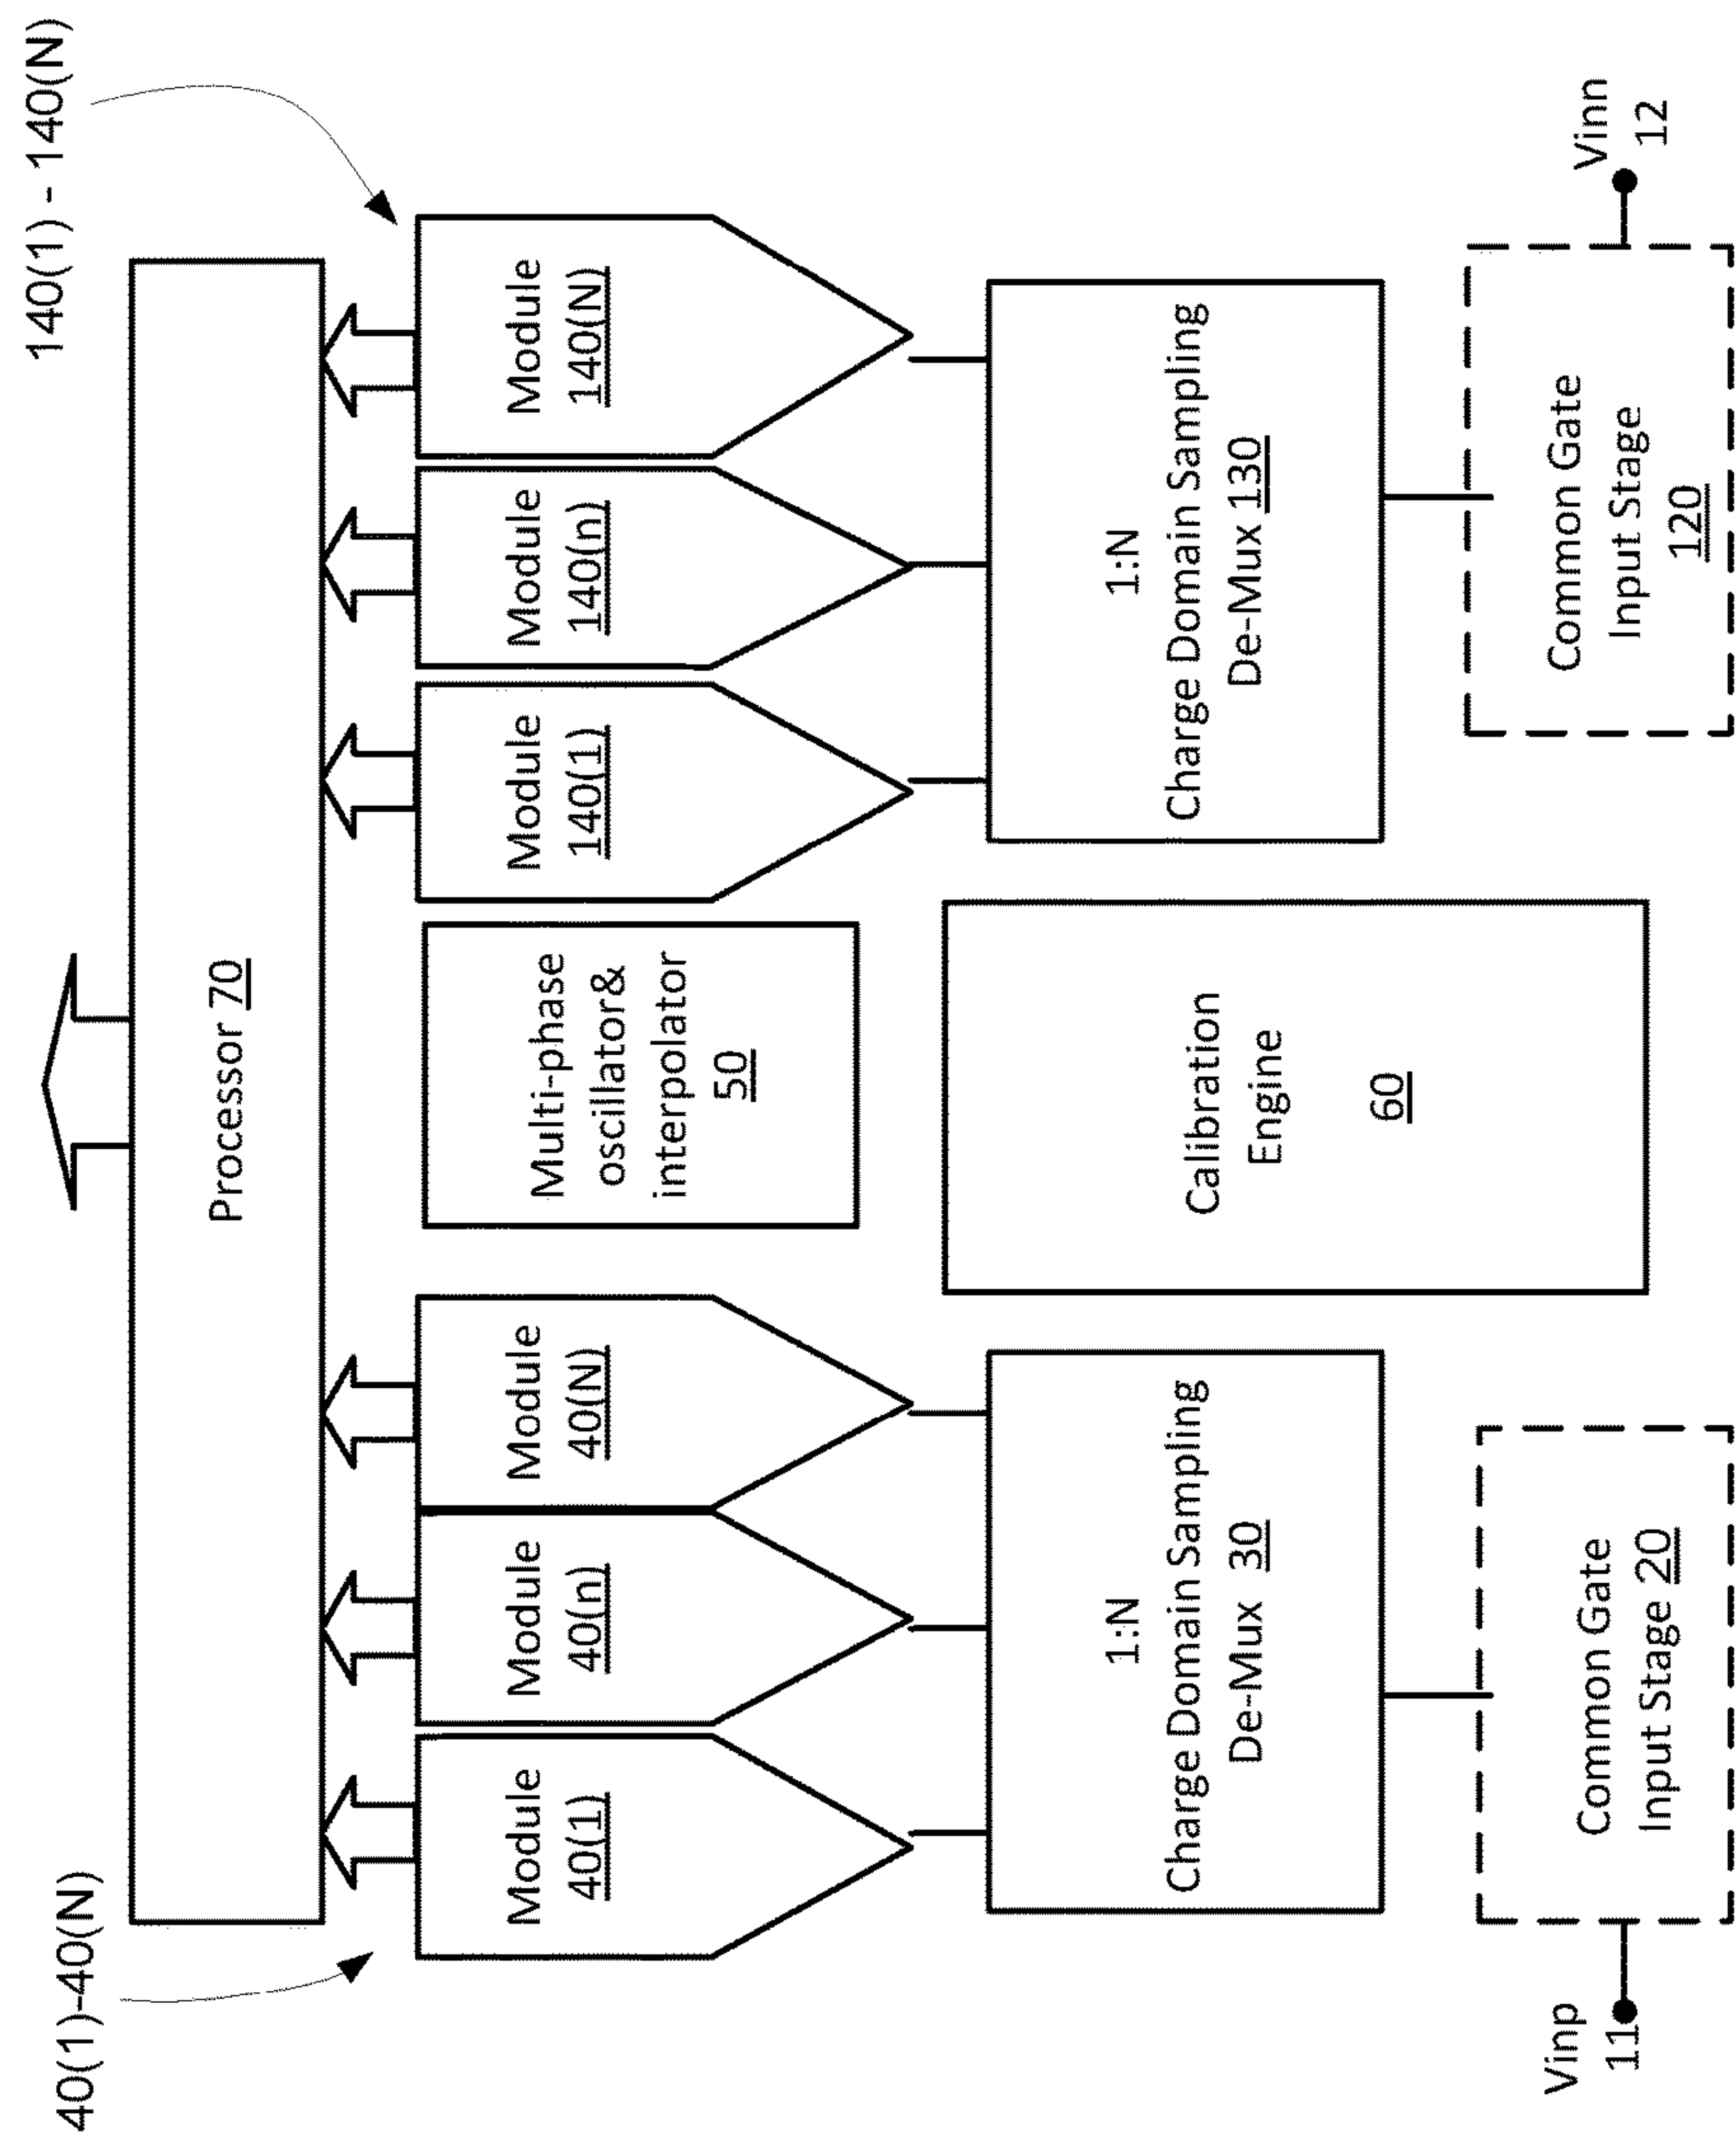 140(1) - 140(N)
40(1)-40(N)
Processor 70
Module
40(1)
Module
40(n)
Module
40(N)
Multi-phase
oscillator&
interpolator
50
Module
140(1)
Module
140(n)
Module
140(N)
1:N
Charge Domain Sampling
De-Mux 30
Calibration
Engine
60
1:N
Charge Domain Sampling
De-Mux 130
Vinp
11
Common Gate
Input Stage 20
Common Gate
Input Stage
120
Vinn
12